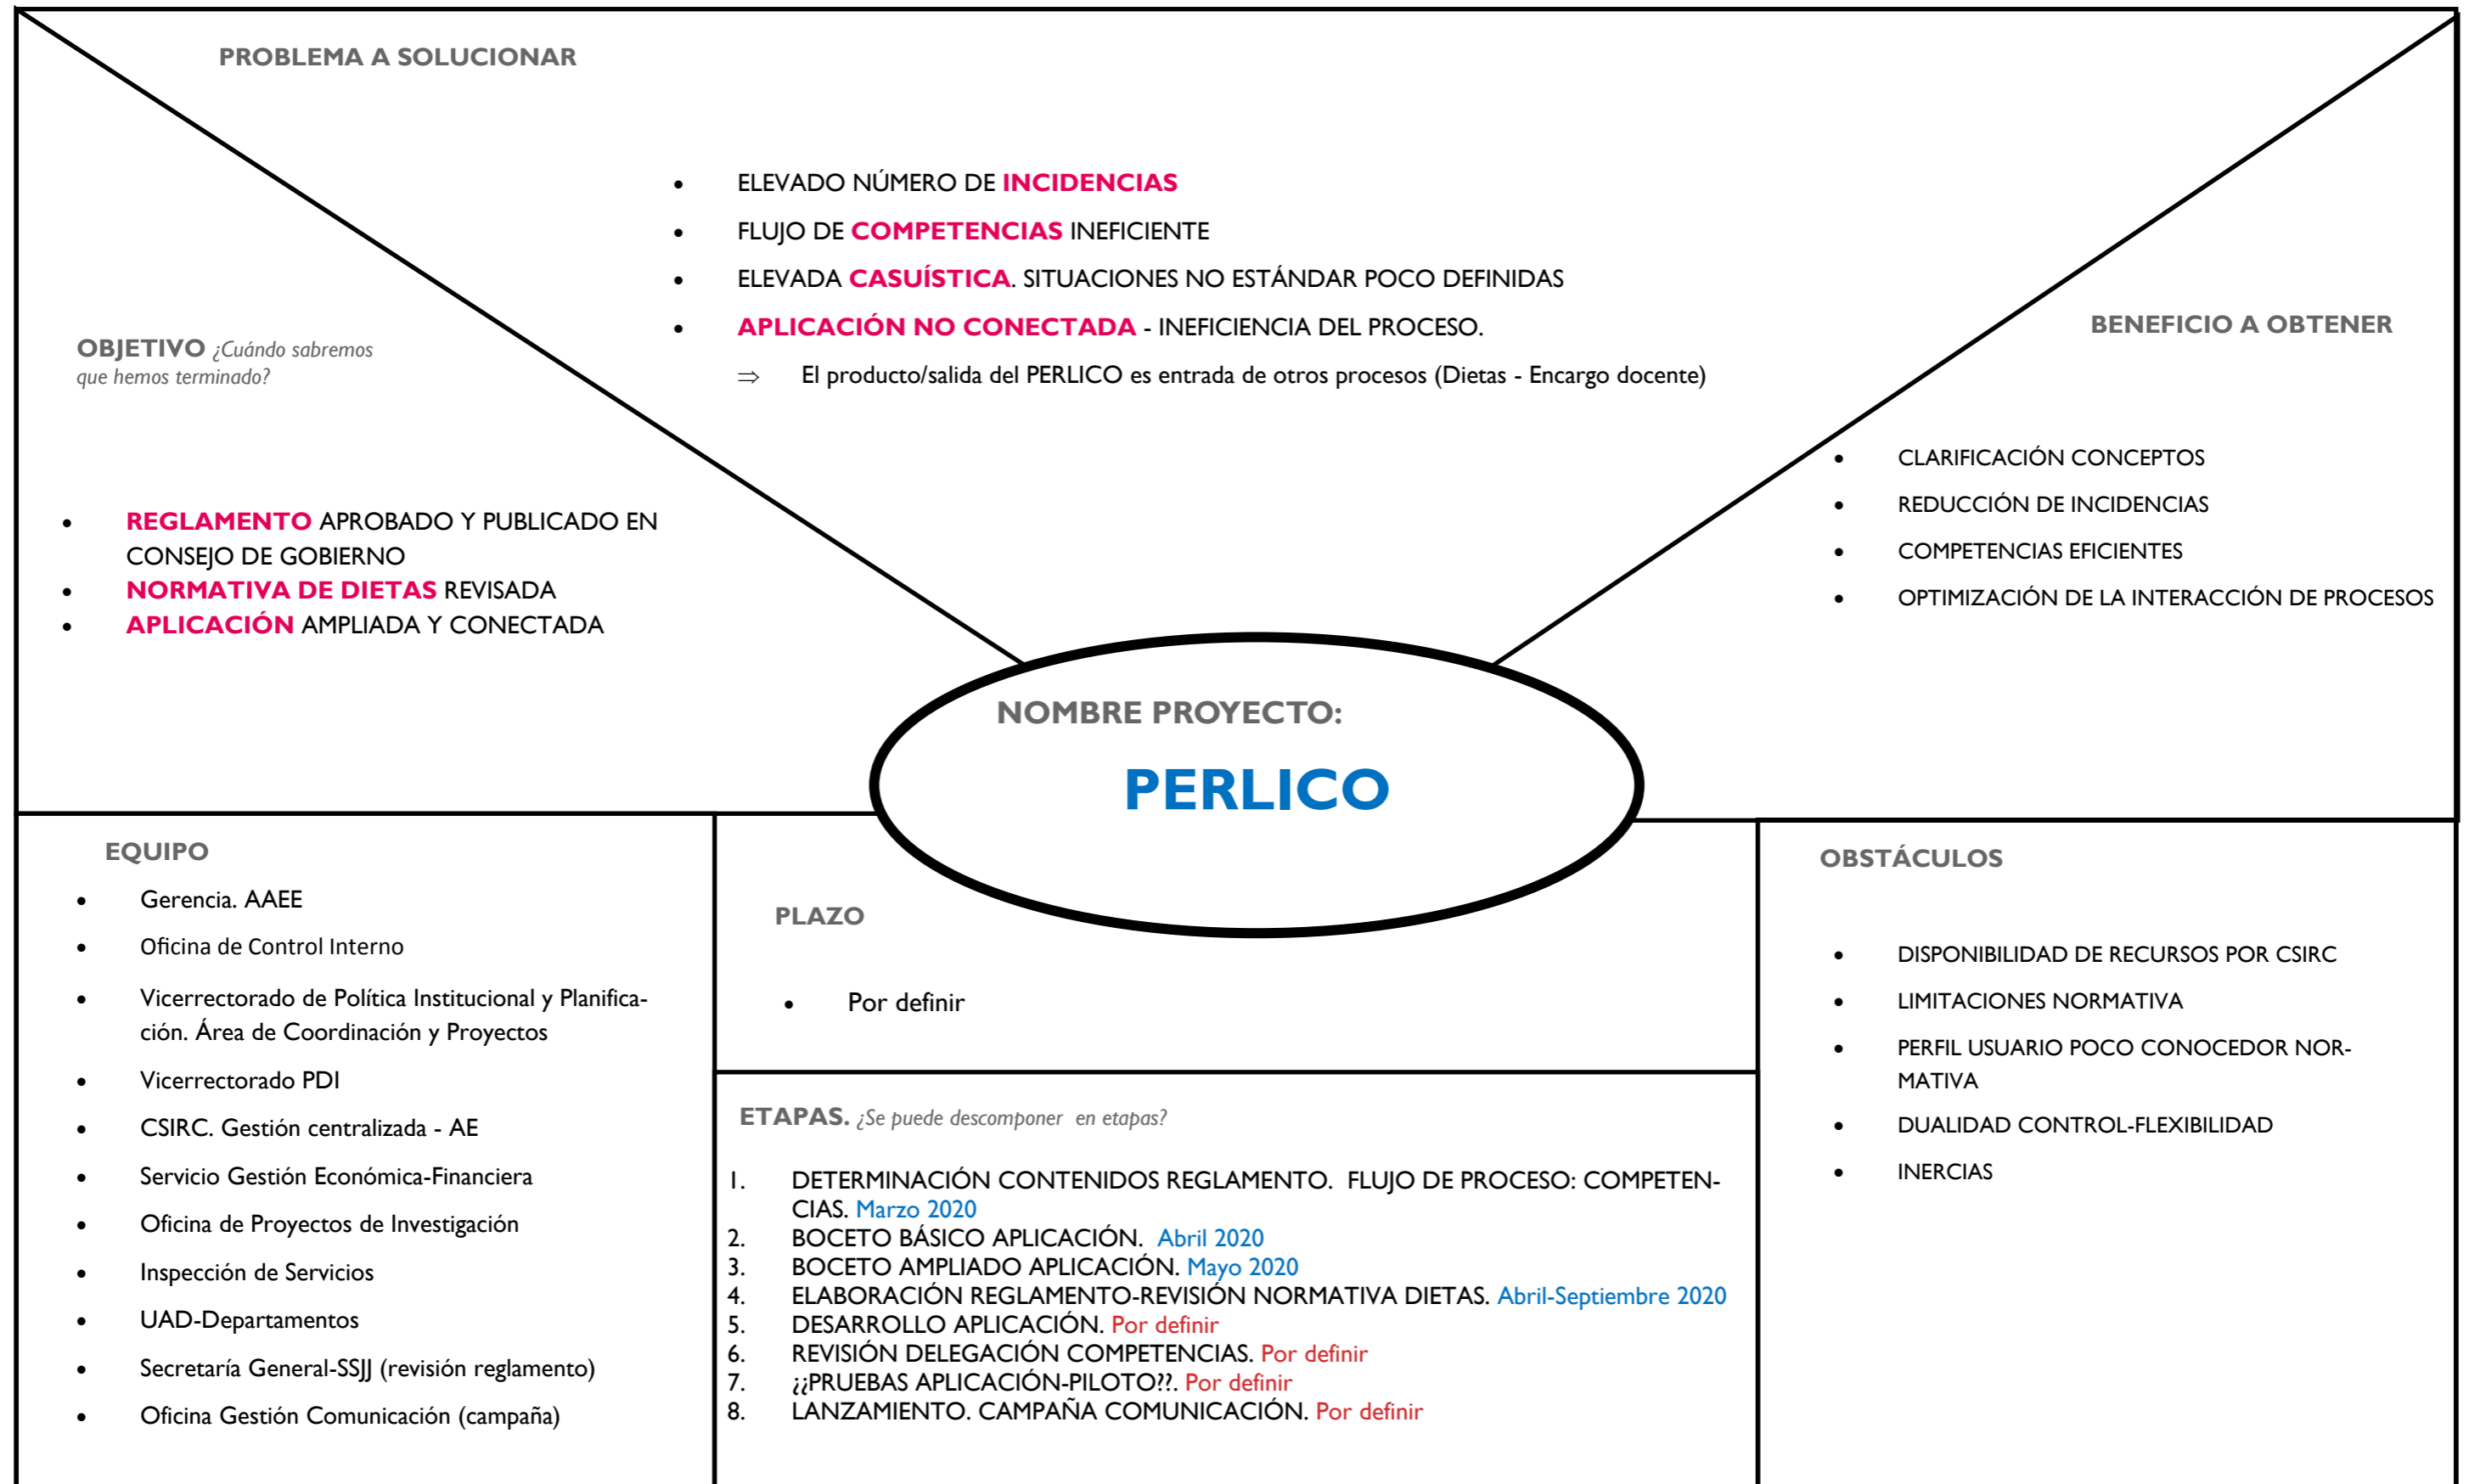 PROBLEMA A SOLUCIONAR
• ELEVADO NÚMERO DE INCIDENCIAS
• FLUJO DE COMPETENCIAS INEFICIENTE
• ELEVADA CASUÍSTICA. SITUACIONES NO ESTÁNDAR POCO DEFINIDAS
• APLICACIÓN NO CONECTADA - INEFICIENCIA DEL PROCESO.
⇒ El producto/salida del PERLICO es entrada de otros procesos (Dietas - Encargo docente)
OBJETIVO ¿Cuándo sabremos
que hemos terminado?
• REGLAMENTO APROBADO Y PUBLICADO EN
CONSEJO DE GOBIERNO
• NORMATIVA DE DIETAS REVISADA
• APLICACIÓN AMPLIADA Y CONECTADA
BENEFICIO A OBTENER
• CLARIFICACIÓN CONCEPTOS
• REDUCCIÓN DE INCIDENCIAS
• COMPETENCIAS EFICIENTES
• OPTIMIZACIÓN DE LA INTERACCIÓN DE PROCESOS
NOMBRE PROYECTO:
PERLICO
EQUIPO
• Gerencia. AAEE
• Oficina de Control Interno
• Vicerrectorado de Política Institucional y Planifica-
ción. Área de Coordinación y Proyectos
• Vicerrectorado PDI
• CSIRC. Gestión centralizada - AE
• Servicio Gestión Económica-Financiera
• Oficina de Proyectos de Investigación
• Inspección de Servicios
• UAD-Departamentos
• Secretaría General-SSJJ (revisión reglamento)
• Oficina Gestión Comunicación (campaña)
PLAZO
• Por definir
ETAPAS. ¿Se puede descomponer en etapas?
1. DETERMINACIÓN CONTENIDOS REGLAMENTO. FLUJO DE PROCESO: COMPETEN-
CIAS. Marzo 2020
2. BOCETO BÁSICO APLICACIÓN. Abril 2020
3. BOCETO AMPLIADO APLICACIÓN. Mayo 2020
4. ELABORACIÓN REGLAMENTO-REVISIÓN NORMATIVA DIETAS. Abril-Septiembre 2020
5. DESARROLLO APLICACIÓN. Por definir
6. REVISIÓN DELEGACIÓN COMPETENCIAS. Por definir
7. ¿¿PRUEBAS APLICACIÓN-PILOTO??. Por definir
8. LANZAMIENTO. CAMPAÑA COMUNICACIÓN. Por definir
OBSTÁCULOS
• DISPONIBILIDAD DE RECURSOS POR CSIRC
• LIMITACIONES NORMATIVA
• PERFIL USUARIO POCO CONOCEDOR NOR-
MATIVA
• DUALIDAD CONTROL-FLEXIBILIDAD
• INERCIAS